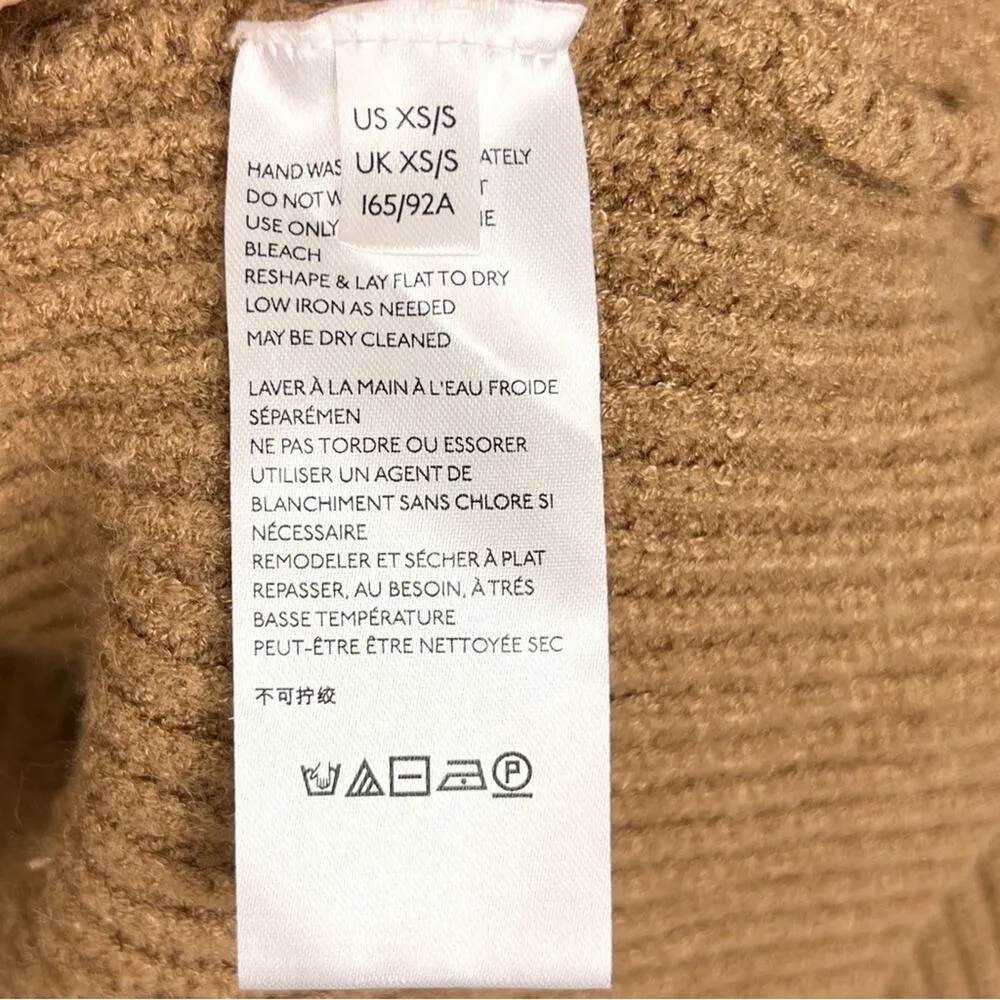 US XS/S
UK XS/S
165/92A
HAND
DO NOT
USE ONLY
BLEACH
RESHAPE & LAY FLAT TO DRY
LOW IRON AS NEEDED
MAY BE DRY CLEANED
LAVER À LA MAIN À L'EAU FROIDE
SÉPARÉMEN
NE PAS TORDRE OU ESSORER
UTILISER UN AGENT DE
BLANCHIMENT SANS CHLORE SI
NÉCESSAIRE
REMODELER ET SÉCHER À PLAT
REPASSER, AU BESOIN, À TRÉS
BASSE TEMPÉRATURE
PEUT-ÊTRE ÊTRE NETTOYÉE SEC
不可拧绞
P